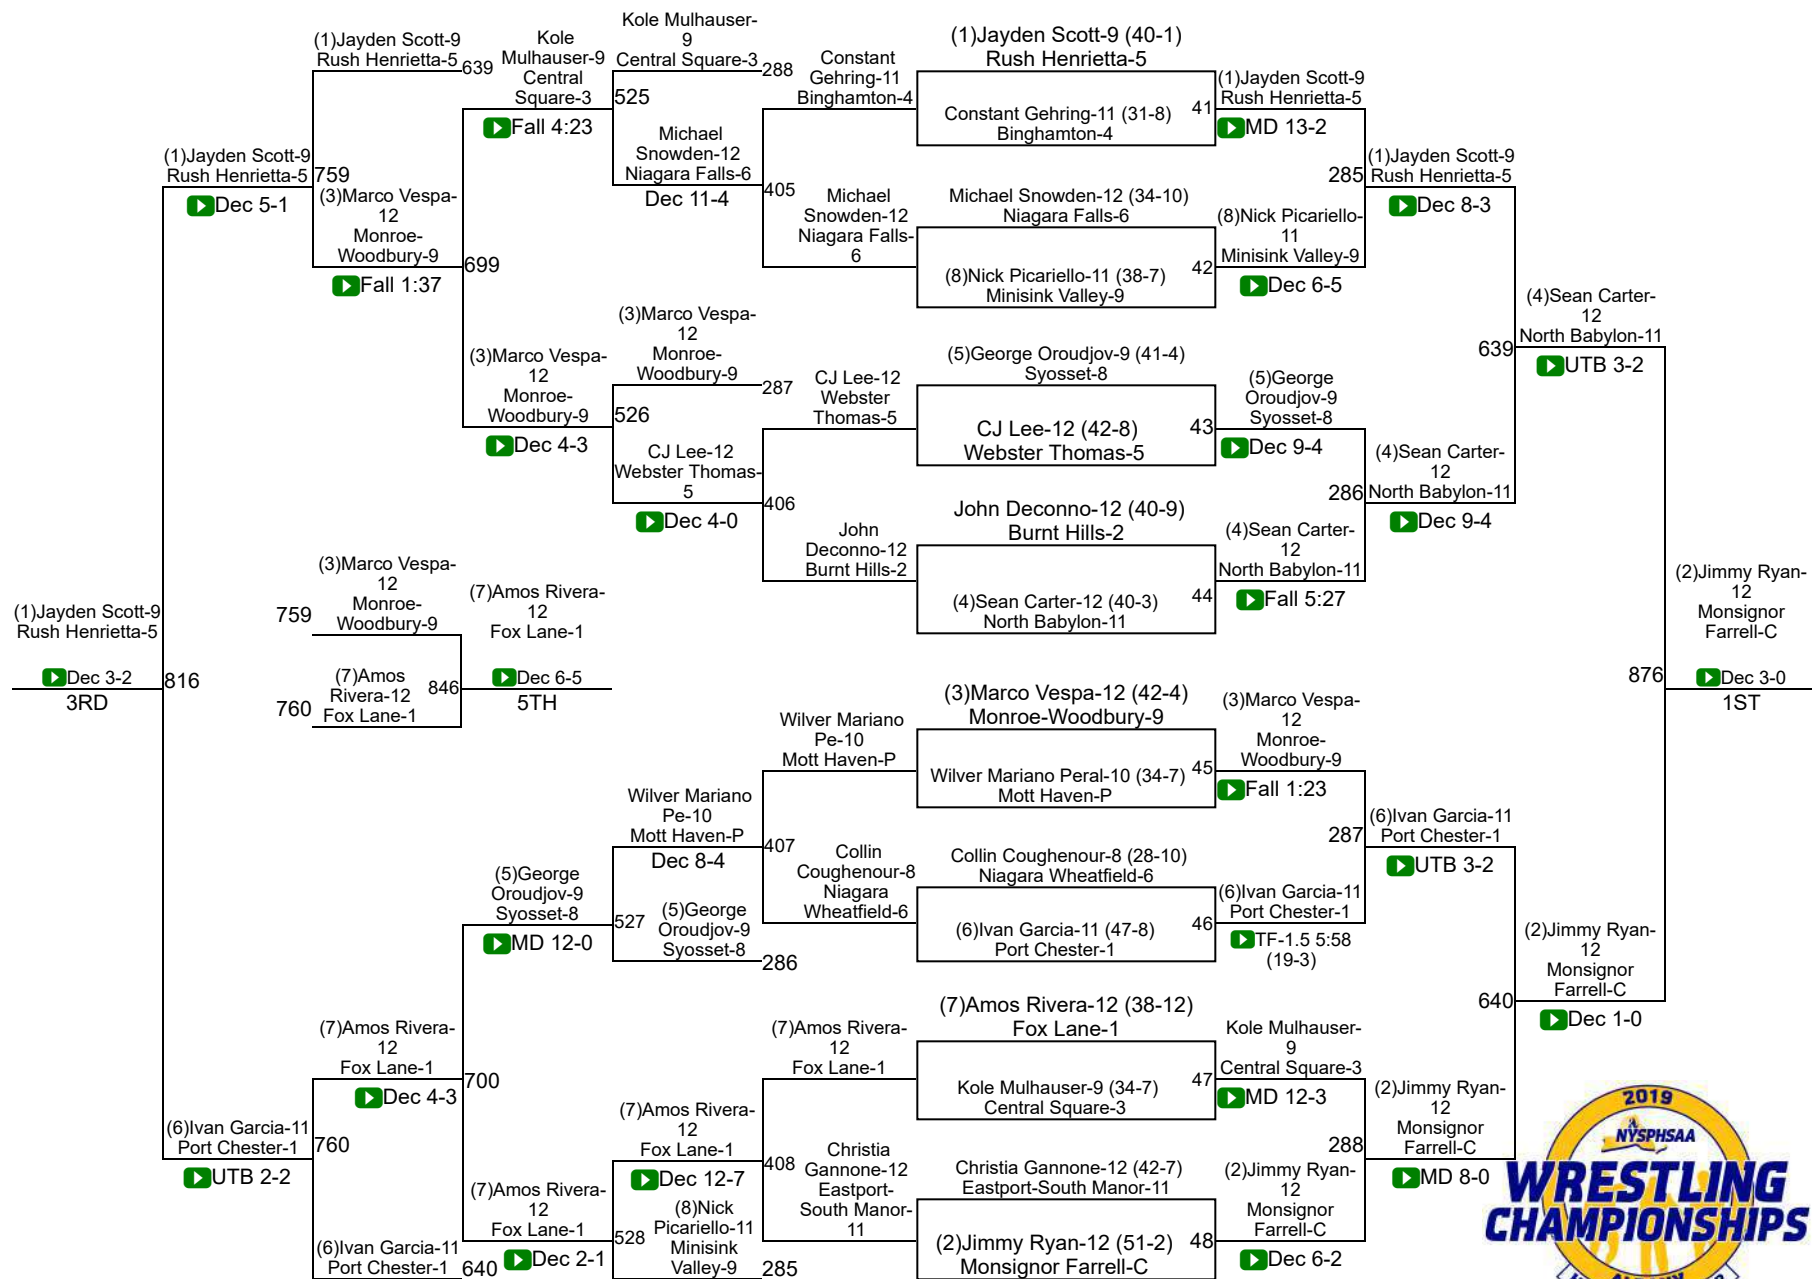 (1)Jayden Scott-9
Rush Henrietta-5
639
Kole
Mulhauser-9
Central
Square-3
Fall 4:23
Kole Mulhauser-
9
Central Square-3
288
525
Michael
Snowden-12
Niagara Falls-6
Dec 11-4
Constant
Gehring-11
Binghamton-4
405
Michael
Snowden-12
Niagara Falls-
6
(1)Jayden Scott-9 (40-1)
Rush Henrietta-5
Constant Gehring-11 (31-8)
Binghamton-4
41
(1)Jayden Scott-9
Rush Henrietta-5
MD 13-2
Michael Snowden-12 (34-10)
Niagara Falls-6
(8)Nick Picariello-11 (38-7)
Minisink Valley-9
42
(8)Nick Picariello-
11
Minisink Valley-9
Dec 6-5
285
(1)Jayden Scott-9
Rush Henrietta-5
Dec 8-3
(1)Jayden Scott-9
Rush Henrietta-5
Dec 5-1
759
(3)Marco Vespa-
12
Monroe-
Woodbury-9
Fall 1:37
699
(3)Marco Vespa-
12
Monroe-
Woodbury-9
Dec 4-3
(3)Marco Vespa-
12
Monroe-
Woodbury-9
287
526
CJ Lee-12
Webster Thomas-
5
Dec 4-0
CJ Lee-12
Webster
Thomas-5
406
John
Deconno-12
Burnt Hills-2
(5)George Oroudjov-9 (41-4)
Syosset-8
CJ Lee-12 (42-8)
Webster Thomas-5
43
(5)George
Oroudjov-9
Syosset-8
Dec 9-4
John Deconno-12 (40-9)
Burnt Hills-2
(4)Sean Carter-12 (40-3)
North Babylon-11
44
(4)Sean Carter-
12
North Babylon-11
Fall 5:27
286
(4)Sean Carter-
12
North Babylon-11
Dec 9-4
639
(4)Sean Carter-
12
North Babylon-11
UTB 3-2
(1)Jayden Scott-9
Rush Henrietta-5
Dec 3-2
3RD
816
759
(3)Marco Vespa-
12
Monroe-
Woodbury-9
760
(7)Amos
Rivera-12
Fox Lane-1
846
(7)Amos Rivera-
12
Fox Lane-1
Dec 6-5
5TH
876
(2)Jimmy Ryan-
12
Monsignor
Farrell-C
Dec 3-0
1ST
Wilver Mariano
Pe-10
Mott Haven-P
(3)Marco Vespa-12 (42-4)
Monroe-Woodbury-9
Wilver Mariano Peral-10 (34-7)
Mott Haven-P
45
(3)Marco Vespa-
12
Monroe-
Woodbury-9
Fall 1:23
Wilver Mariano
Pe-10
Mott Haven-P
Dec 8-4
407
Collin
Coughenour-8
Niagara
Wheatfield-6
Collin Coughenour-8 (28-10)
Niagara Wheatfield-6
(6)Ivan Garcia-11 (47-8)
Port Chester-1
46
(6)Ivan Garcia-11
Port Chester-1
TF-1.5 5:58
(19-3)
287
(6)Ivan Garcia-11
Port Chester-1
UTB 3-2
(5)George
Oroudjov-9
Syosset-8
MD 12-0
527
(5)George
Oroudjov-9
Syosset-8
286
(7)Amos Rivera-
12
Fox Lane-1
Dec 4-3
700
(7)Amos Rivera-
12
Fox Lane-1
(7)Amos Rivera-12 (38-12)
Fox Lane-1
Kole Mulhauser-9 (34-7)
Central Square-3
47
Kole Mulhauser-
9
Central Square-3
MD 12-3
640
(2)Jimmy Ryan-
12
Monsignor
Farrell-C
Dec 1-0
(6)Ivan Garcia-11
Port Chester-1
UTB 2-2
760
(7)Amos Rivera-
12
Fox Lane-1
Dec 12-7
408
Christia
Gannone-12
Eastport-
South Manor-
11
Christia Gannone-12 (42-7)
Eastport-South Manor-11
(2)Jimmy Ryan-12 (51-2)
Monsignor Farrell-C
48
(2)Jimmy Ryan-
12
Monsignor
Farrell-C
Dec 6-2
288
(2)Jimmy Ryan-
12
Monsignor
Farrell-C
MD 8-0
(7)Amos Rivera-
12
Fox Lane-1
Dec 2-1
528
(8)Nick
Picariello-11
Minisink
Valley-9
285
(6)Ivan Garcia-11
Port Chester-1
640
2019
NYSPHSAA
WRESTLING
CHAMPIONSHIPS